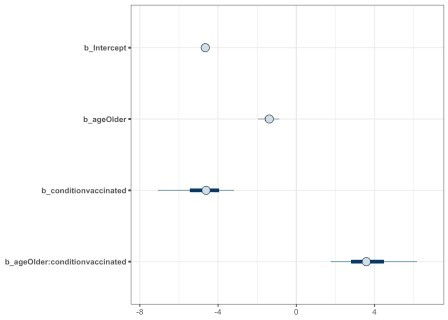 b_Intercept
b_ageOlder
b_conditionvaccinated
b_ageOlder:conditionvaccinated
-8 -4 0 4